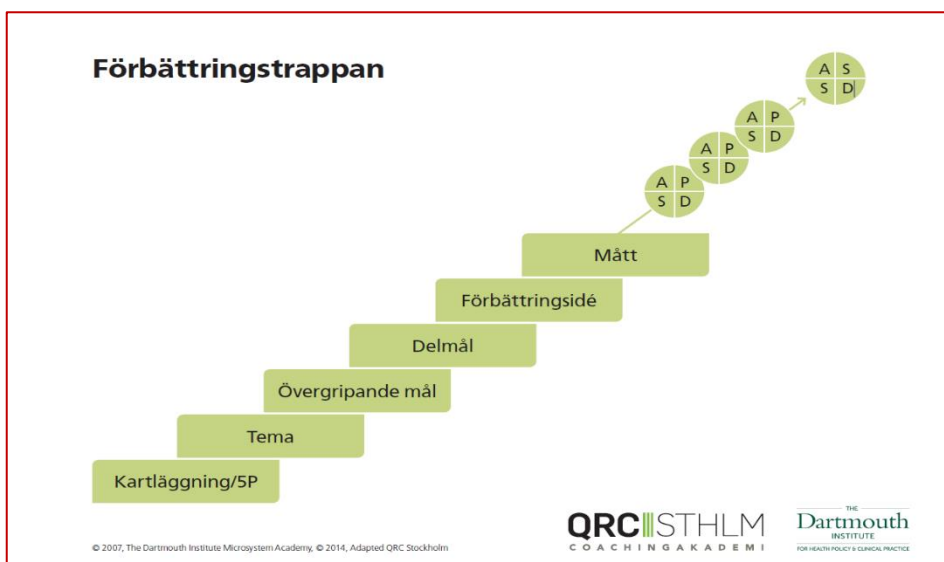 Förbättringstrappan
A S
S D
A P
S D
A P
S D
A P
S D
Mått
Förbättringsidé
Delmål
Övergripande mål
Tema
Kartläggning/5P
QRC STHLM
COACHINGAKADEMI
THE
Dartmouth
INSTITUTE
FOR HEALTH POLICY & CLINICAL PRACTICE
© 2007, The Dartmouth Institute Microsystem Academy, © 2014, Adapted QRC Stockholm